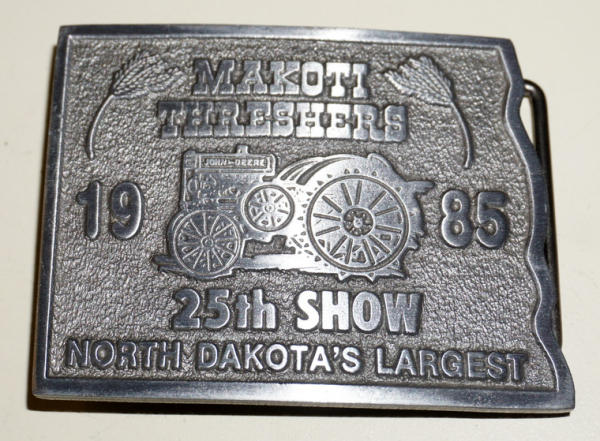 MAKOTI
THRESHERS
JOHN-DEERE
19 85
25th SHOW
NORTH DAKOTA'S LARGEST